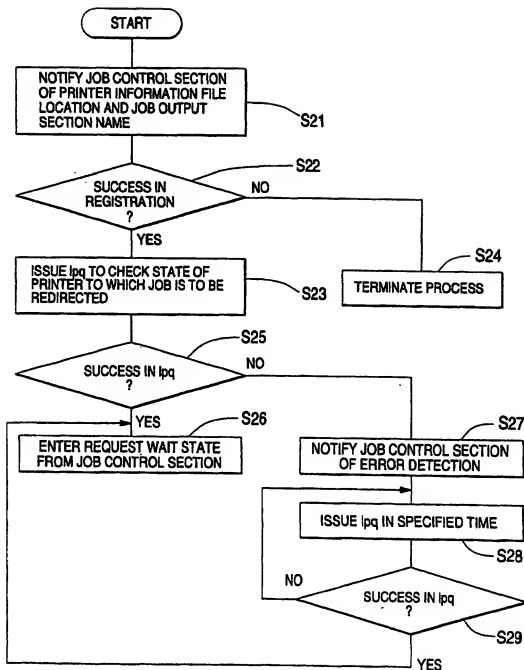 START
NOTIFY JOB CONTROL SECTION
OF PRINTER INFORMATION FILE
LOCATION AND JOB OUTPUT
SECTION NAME
S21
S22
SUCCESS IN
REGISTRATION
?
NO
YES
S24
ISSUE lpq TO CHECK STATE OF
PRINTER TO WHICH JOB IS TO BE
REDIRECTED
S23
TERMINATE PROCESS
S25
SUCCESS IN lpq
?
NO
YES
S26
ENTER REQUEST WAIT STATE
FROM JOB CONTROL SECTION
S27
NOTIFY JOB CONTROL SECTION
OF ERROR DETECTION
ISSUE lpq IN SPECIFIED TIME
S28
NO
SUCCESS IN lpq
?
S29
YES